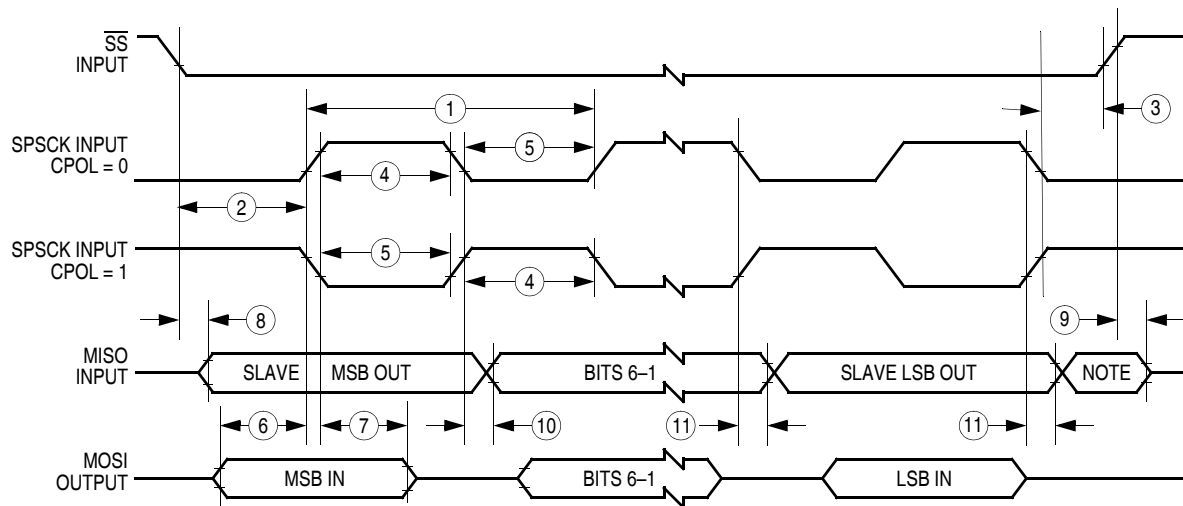 SS
INPUT
1
3
SPSCK INPUT
CPOL = 0
5
4
2
SPSCK INPUT
CPOL = 1
5
4
8
9
MISO
INPUT
SLAVE MSB OUT
BITS 6–1
SLAVE LSB OUT
NOTE
6
7
10
11
11
MOSI
OUTPUT
MSB IN
BITS 6–1
LSB IN